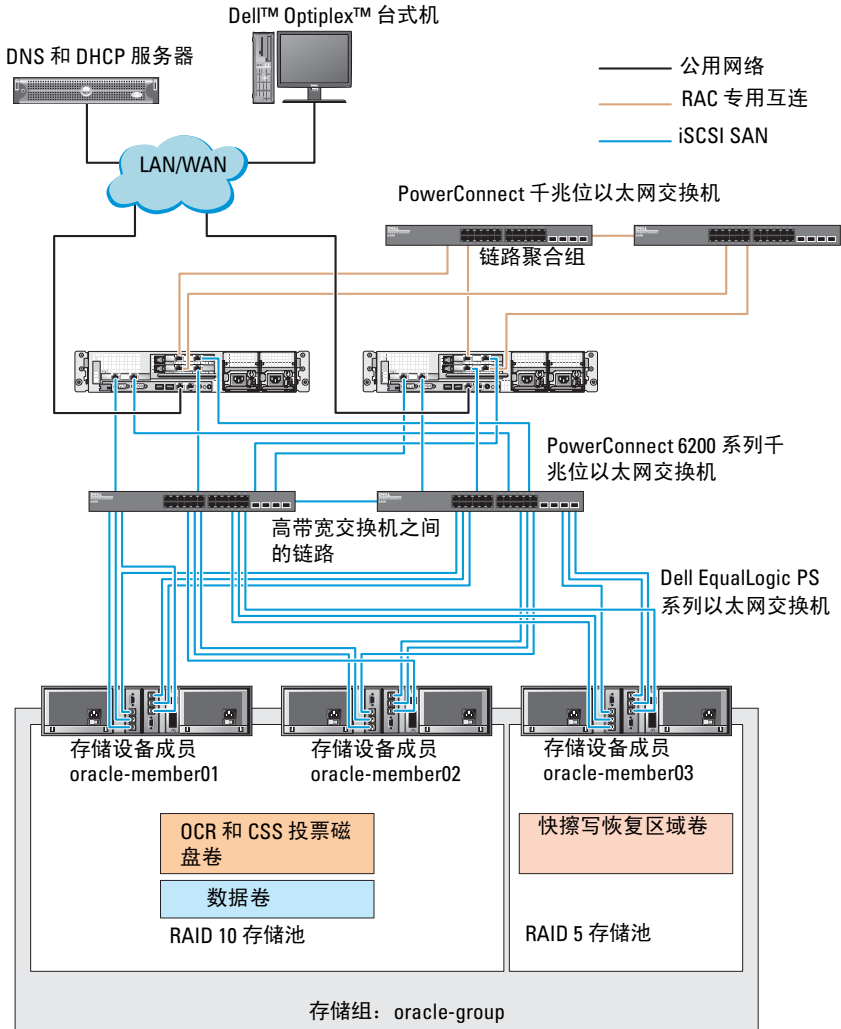 Dell™ Optiplex™ 台式机
DNS 和 DHCP 服务器
公用网络
RAC 专用互连
iSCSI SAN
LAN/WAN
PowerConnect 千兆位以太网交换机
链路聚合组
PowerConnect 6200 系列千
兆位以太网交换机
高带宽交换机之间
的链路
Dell EqualLogic PS
系列以太网交换机
存储设备成员
oracle-member01
存储设备成员
oracle-member02
存储设备成员
oracle-member03
OCR 和 CSS 投票磁
盘卷
快擦写恢复区域卷
数据卷
RAID 10 存储池
RAID 5 存储池
存储组：oracle-group